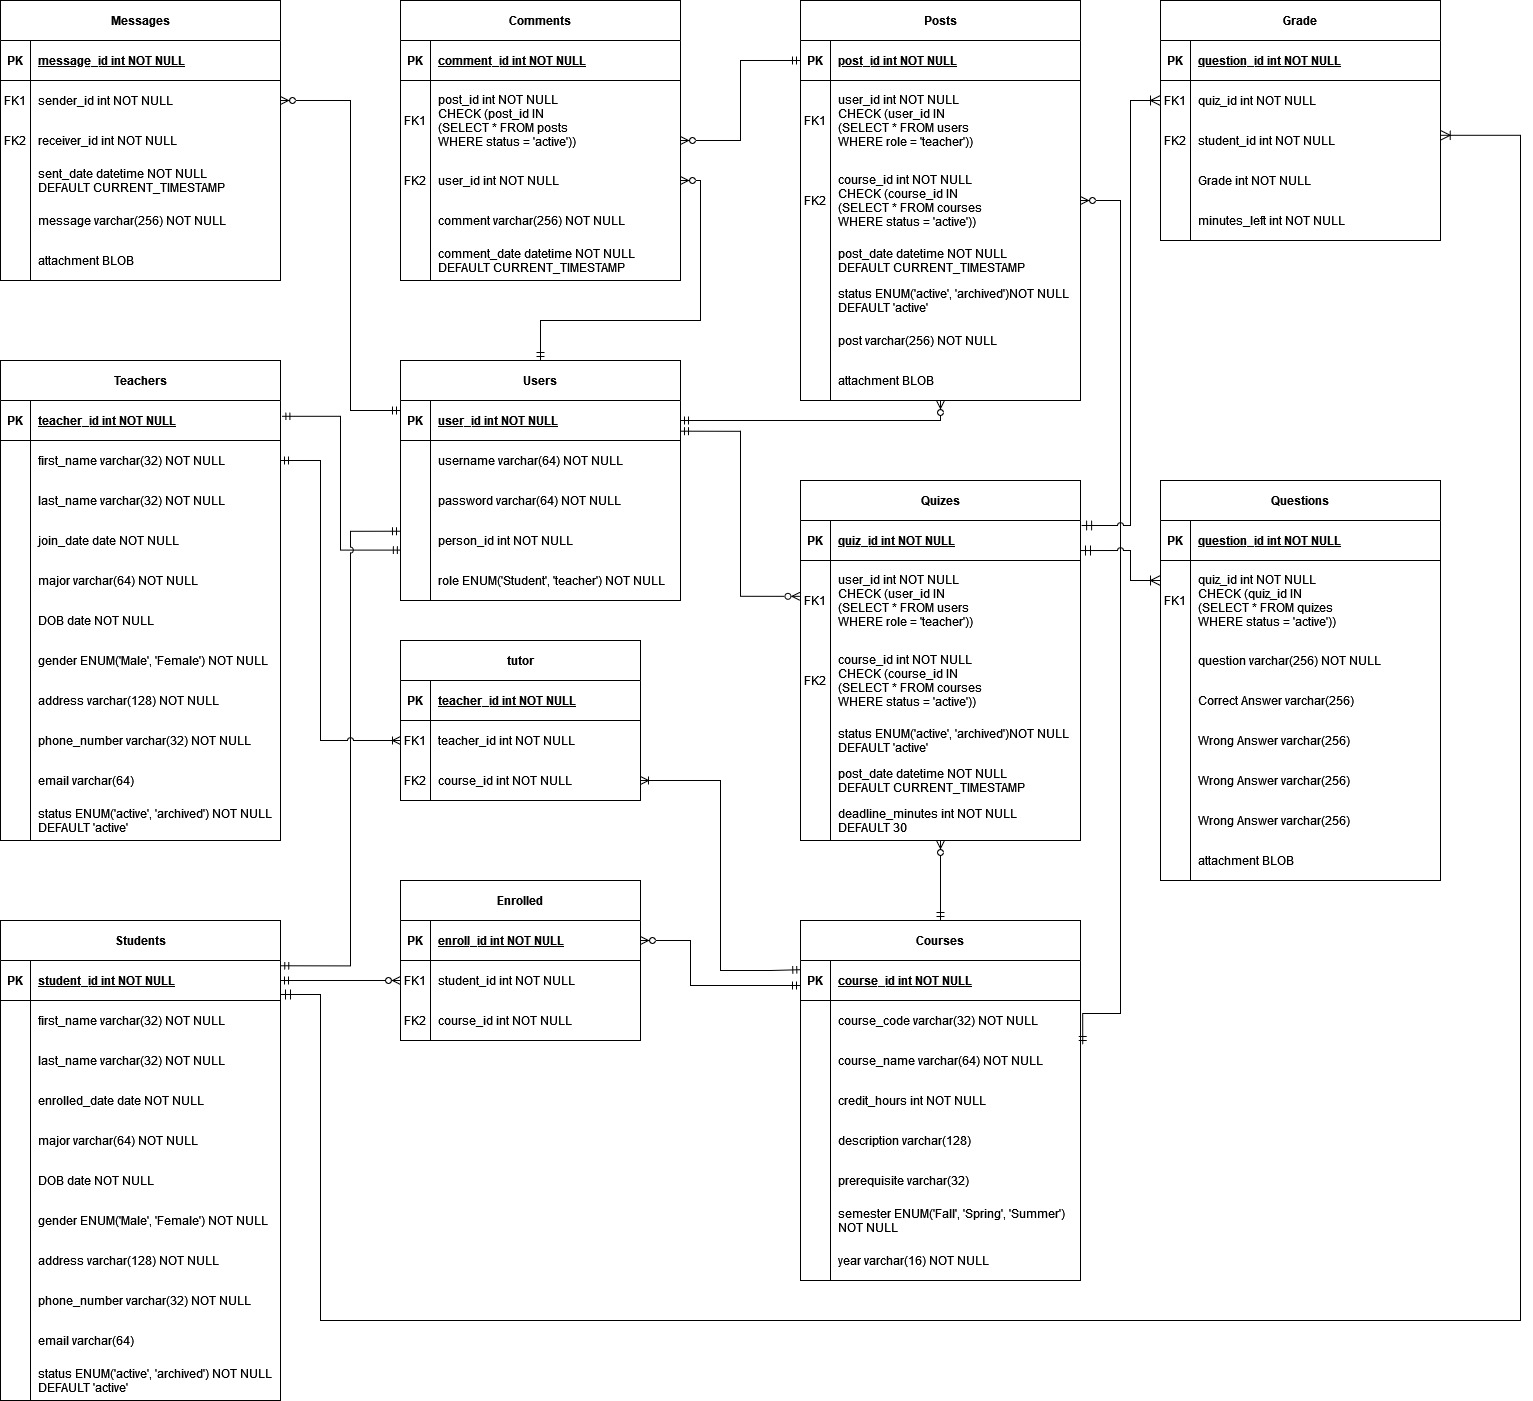 Messages
PK message_id int NOT NULL
FK1 sender_id int NOT NULL
FK2 receiver_id int NOT NULL
sent_date datetime NOT NULL
DEFAULT CURRENT_TIMESTAMP
message varchar(256) NOT NULL
attachment BLOB
Comments
PK comment_id int NOT NULL
FK1
post_id int NOT NULL
CHECK (post_id IN
(SELECT * FROM posts
WHERE status = 'active'))
FK2 user_id int NOT NULL
comment varchar(256) NOT NULL
comment_date datetime NOT NULL
DEFAULT CURRENT_TIMESTAMP
Posts
PK post_id int NOT NULL
FK1
user_id int NOT NULL
CHECK (user_id IN
(SELECT * FROM users
WHERE role = 'teacher'))
FK2
course_id int NOT NULL
CHECK (course_id IN
(SELECT * FROM courses
WHERE status = 'active'))
post_date datetime NOT NULL
DEFAULT CURRENT_TIMESTAMP
status ENUM('active', 'archived')NOT NULL
DEFAULT 'active'
post varchar(256) NOT NULL
attachment BLOB
Grade
PK question_id int NOT NULL
FK1 quiz_id int NOT NULL
FK2 student_id int NOT NULL
Grade int NOT NULL
minutes_left int NOT NULL
Teachers
PK teacher_id int NOT NULL
first_name varchar(32) NOT NULL
last_name varchar(32) NOT NULL
join_date date NOT NULL
major varchar(64) NOT NULL
DOB date NOT NULL
gender ENUM('Male', 'Female') NOT NULL
address varchar(128) NOT NULL
phone_number varchar(32) NOT NULL
email varchar(64)
status ENUM('active', 'archived') NOT NULL
DEFAULT 'active'
Users
PK user_id int NOT NULL
username varchar(64) NOT NULL
password varchar(64) NOT NULL
person_id int NOT NULL
role ENUM('Student', 'teacher') NOT NULL
tutor
PK teacher_id int NOT NULL
FK1 teacher_id int NOT NULL
FK2 course_id int NOT NULL
Quizes
PK quiz_id int NOT NULL
FK1
user_id int NOT NULL
CHECK (user_id IN
(SELECT * FROM users
WHERE role = 'teacher'))
FK2
course_id int NOT NULL
CHECK (course_id IN
(SELECT * FROM courses
WHERE status = 'active'))
status ENUM('active', 'archived')NOT NULL
DEFAULT 'active'
post_date datetime NOT NULL
DEFAULT CURRENT_TIMESTAMP
deadline_minutes int NOT NULL
DEFAULT 30
Questions
PK question_id int NOT NULL
FK1
quiz_id int NOT NULL
CHECK (quiz_id IN
(SELECT * FROM quizes
WHERE status = 'active'))
question varchar(256) NOT NULL
Correct Answer varchar(256)
Wrong Answer varchar(256)
Wrong Answer varchar(256)
Wrong Answer varchar(256)
attachment BLOB
Students
PK student_id int NOT NULL
first_name varchar(32) NOT NULL
last_name varchar(32) NOT NULL
enrolled_date date NOT NULL
major varchar(64) NOT NULL
DOB date NOT NULL
gender ENUM('Male', 'Female') NOT NULL
address varchar(128) NOT NULL
phone_number varchar(32) NOT NULL
email varchar(64)
status ENUM('active', 'archived') NOT NULL
DEFAULT 'active'
Enrolled
PK enroll_id int NOT NULL
FK1 student_id int NOT NULL
FK2 course_id int NOT NULL
Courses
PK course_id int NOT NULL
course_code varchar(32) NOT NULL
course_name varchar(64) NOT NULL
credit_hours int NOT NULL
description varchar(128)
prerequisite varchar(32)
semester ENUM('Fall', 'Spring', 'Summer')
NOT NULL
year varchar(16) NOT NULL